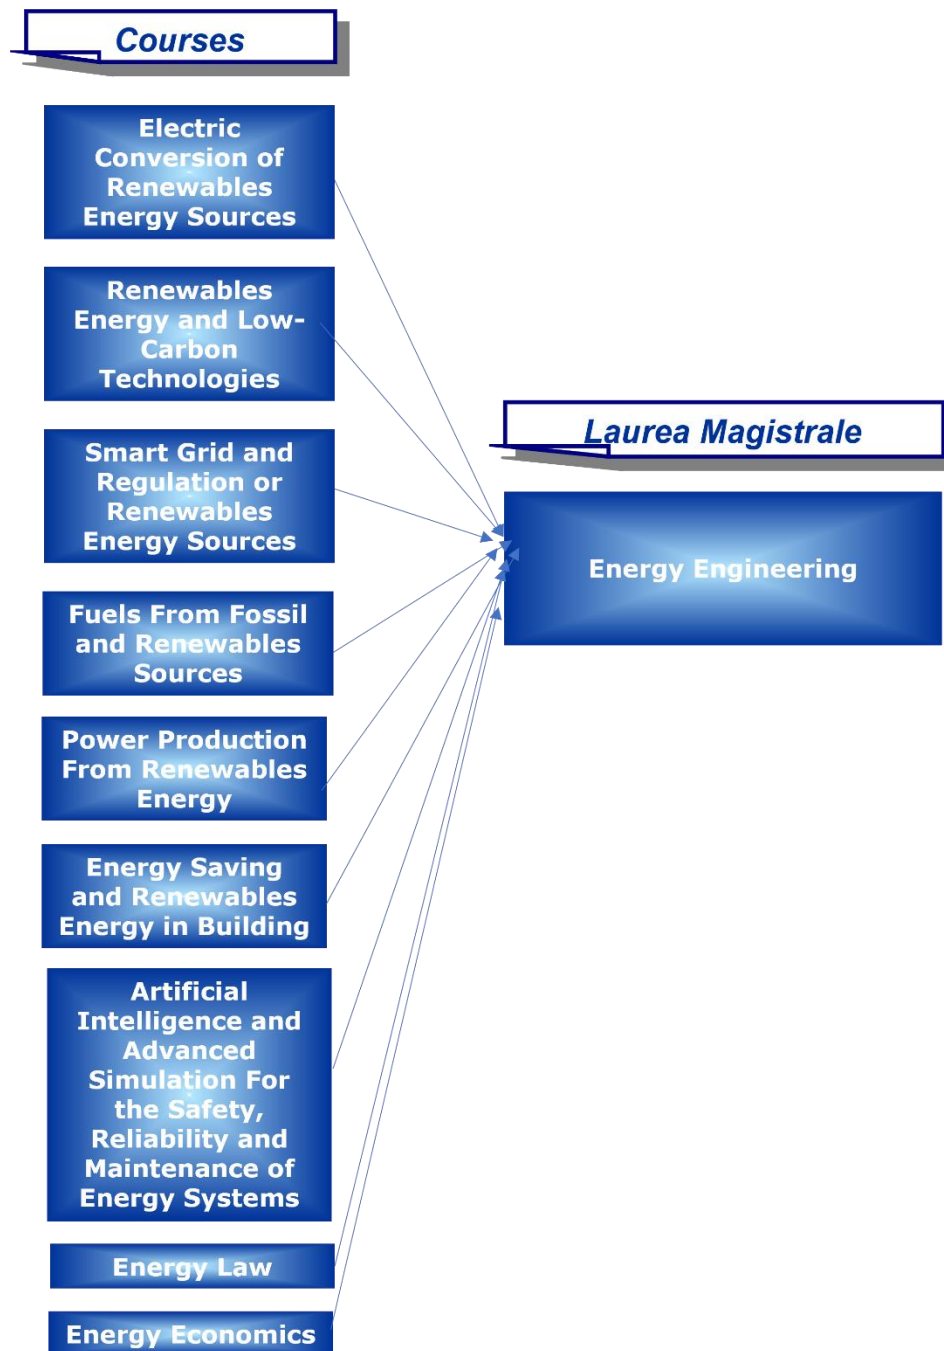 Courses
Electric
Conversion of
Renewables
Energy Sources
Renewables
Energy and Low-
Carbon
Technologies
Smart Grid and
Regulation or
Renewables
Energy Sources
Fuels From Fossil
and Renewables
Sources
Power Production
From Renewables
Energy
Energy Saving
and Renewables
Energy in Building
Artificial
Intelligence and
Advanced
Simulation For
the Safety,
Reliability and
Maintenance of
Energy Systems
Energy Law
Energy Economics
Laurea Magistrale
Energy Engineering